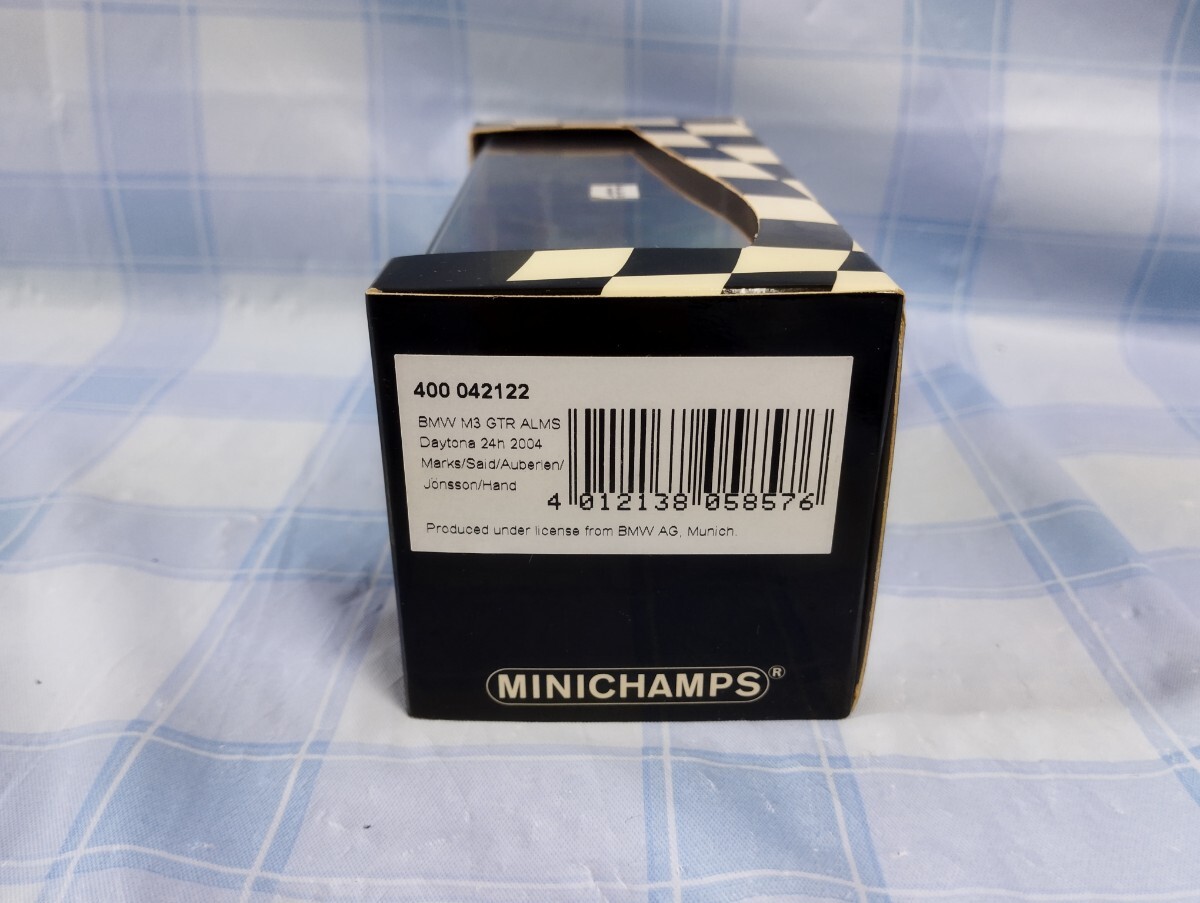 400 042122
BMW M3 GTR ALMS
Daytona 24h 2004
Marks/Said/Auberlen/
Jönsson/Hand
4 012138 058576
Produced under license from BMW AG, Munich.
MINICHAMPS®